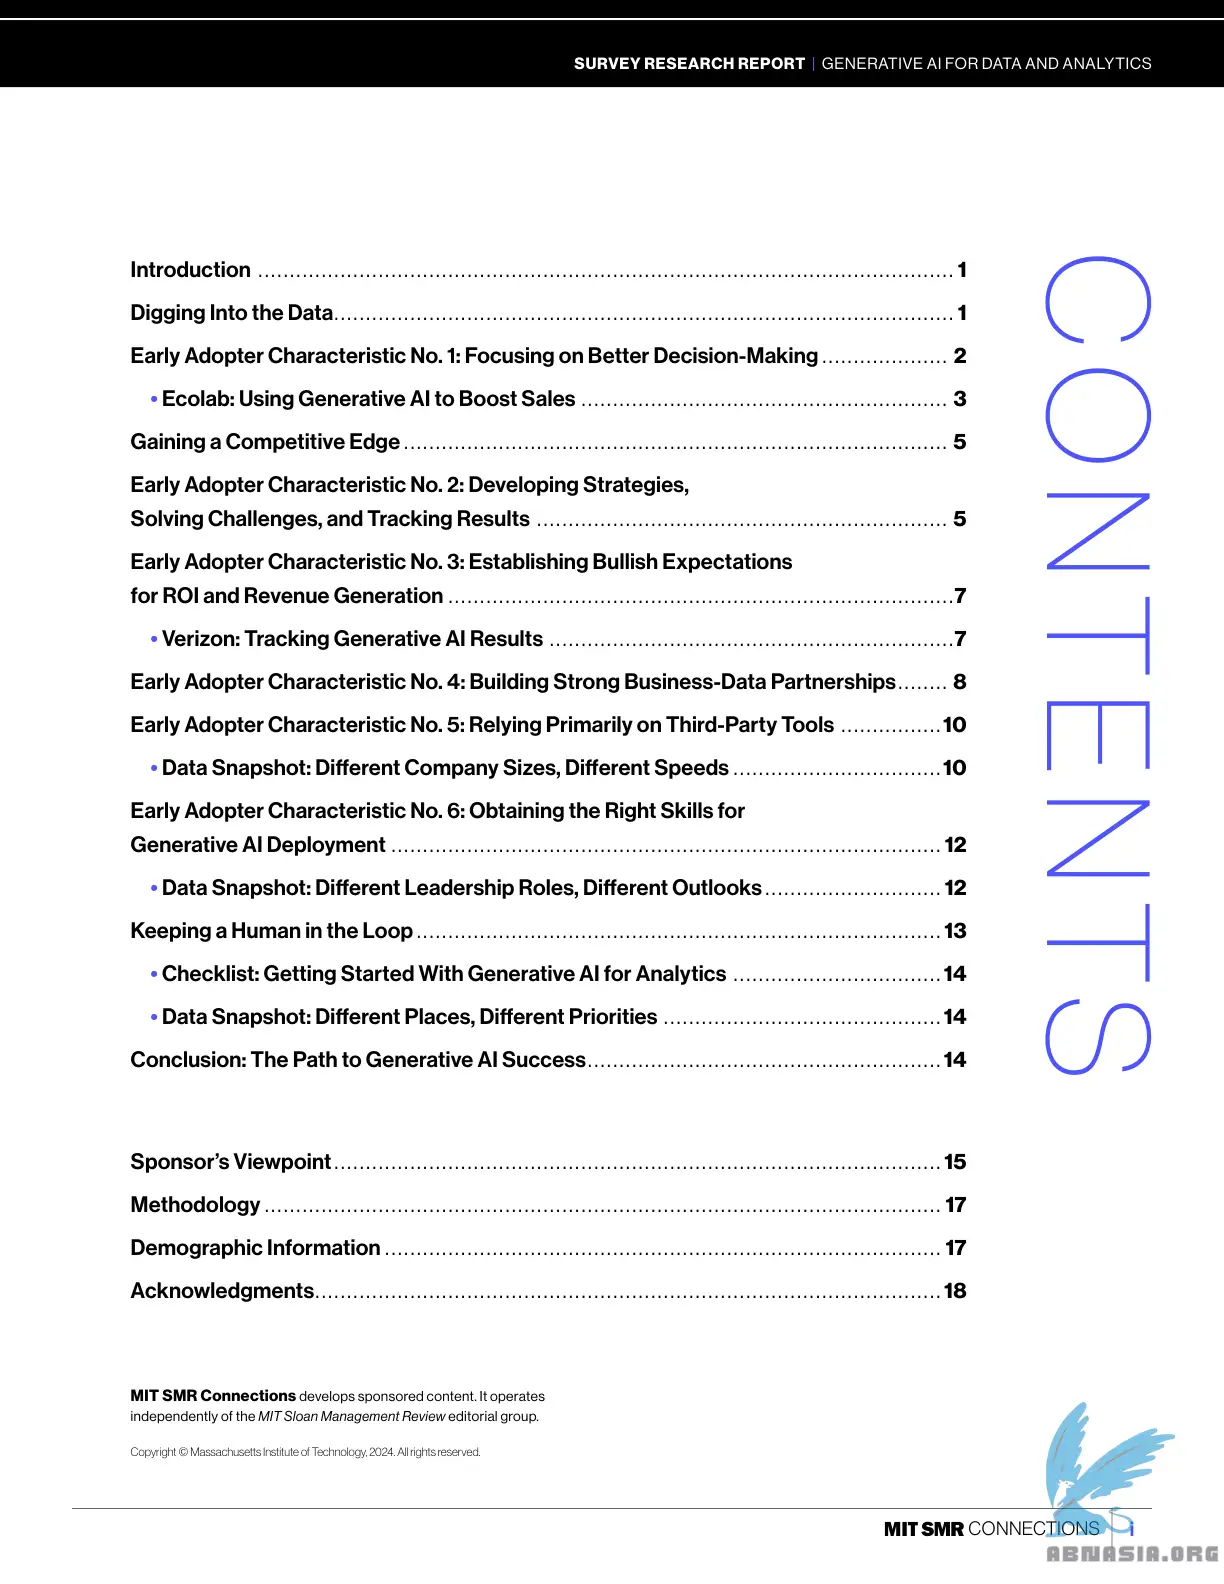 SURVEY RESEARCH REPORT | GENERATIVE AI FOR DATA AND ANALYTICS
CONTENTS
Introduction ........ 1
Digging Into the Data ........ 1
Early Adopter Characteristic No. 1: Focusing on Better Decision-Making ........ 2
• Ecolab: Using Generative AI to Boost Sales ........ 3
Gaining a Competitive Edge ........ 5
Early Adopter Characteristic No. 2: Developing Strategies,
Solving Challenges, and Tracking Results ........ 5
Early Adopter Characteristic No. 3: Establishing Bullish Expectations
for ROI and Revenue Generation ........ 7
• Verizon: Tracking Generative AI Results ........ 7
Early Adopter Characteristic No. 4: Building Strong Business-Data Partnerships ........ 8
Early Adopter Characteristic No. 5: Relying Primarily on Third-Party Tools ........ 10
• Data Snapshot: Different Company Sizes, Different Speeds ........ 10
Early Adopter Characteristic No. 6: Obtaining the Right Skills for
Generative AI Deployment ........ 12
• Data Snapshot: Different Leadership Roles, Different Outlooks ........ 12
Keeping a Human in the Loop ........ 13
• Checklist: Getting Started With Generative AI for Analytics ........ 14
• Data Snapshot: Different Places, Different Priorities ........ 14
Conclusion: The Path to Generative AI Success ........ 14
Sponsor’s Viewpoint ........ 15
Methodology ........ 17
Demographic Information ........ 17
Acknowledgments ........ 18
MIT SMR Connections develops sponsored content. It operates
independently of the MIT Sloan Management Review editorial group.
Copyright © Massachusetts Institute of Technology, 2024. All rights reserved.
MIT SMR CONNECTIONS | i
ABNASIA.ORG